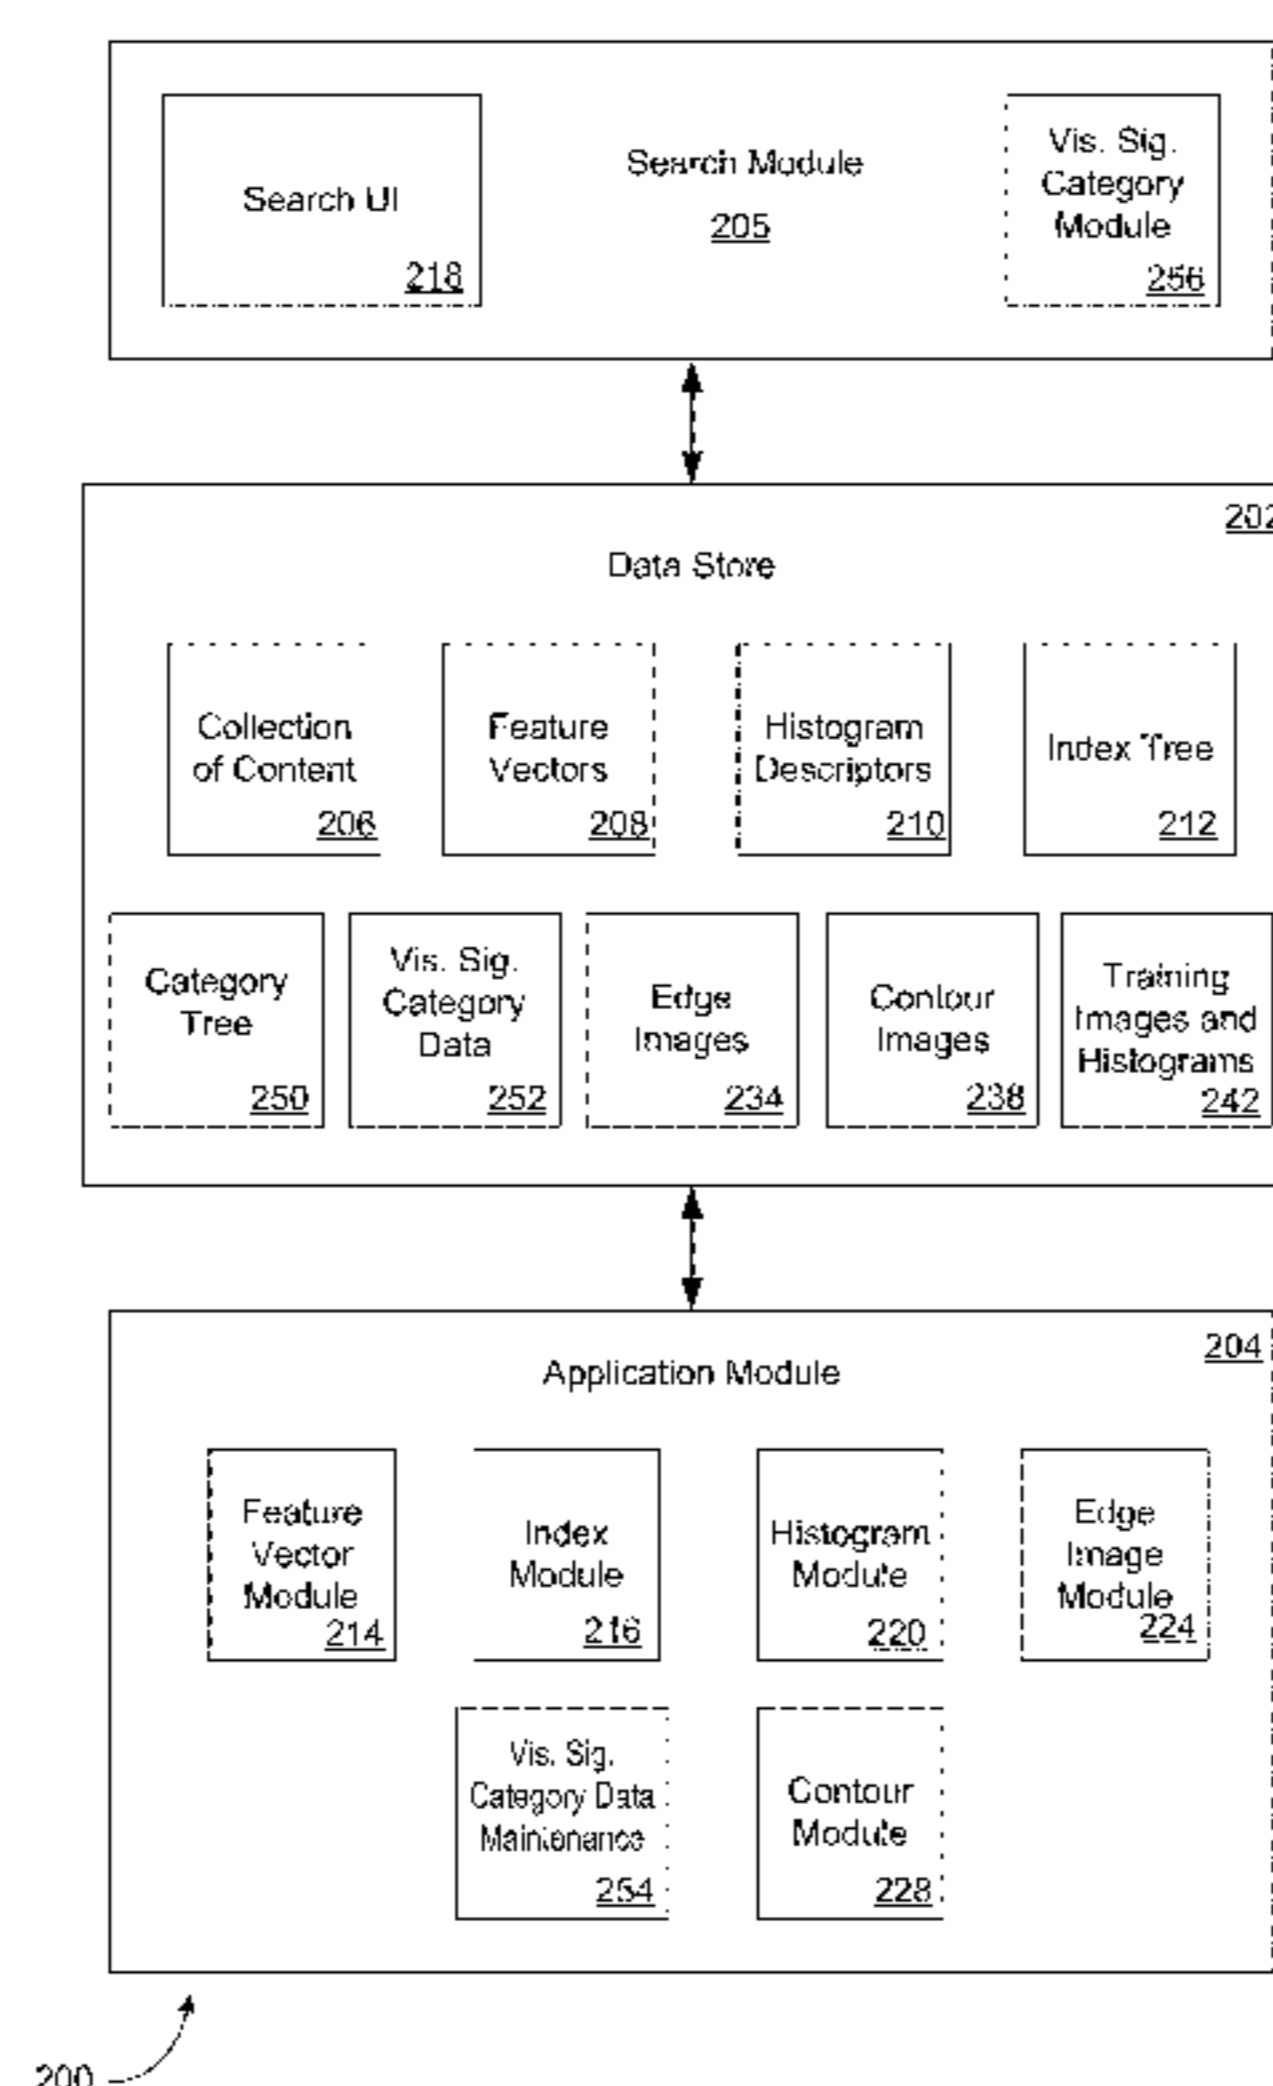 Search UI
218
Search Module
205
Vis. Sig.
Category
Module
256
202
Data Store
Collection
of Content
206
Feature
Vectors
208
Histogram
Descriptors
210
Index Tree
212
Category
Tree
250
Vis. Sig.
Category
Data
252
Edge
Images
234
Contour
Images
238
Training
Images and
Histograms
242
204
Application Module
Feature
Vector
Module
214
Index
Module
216
Histogram
Module
220
Edge
Image
Module
224
Vis. Sig.
Category Data
Maintenance
254
Contour
Module
228
200